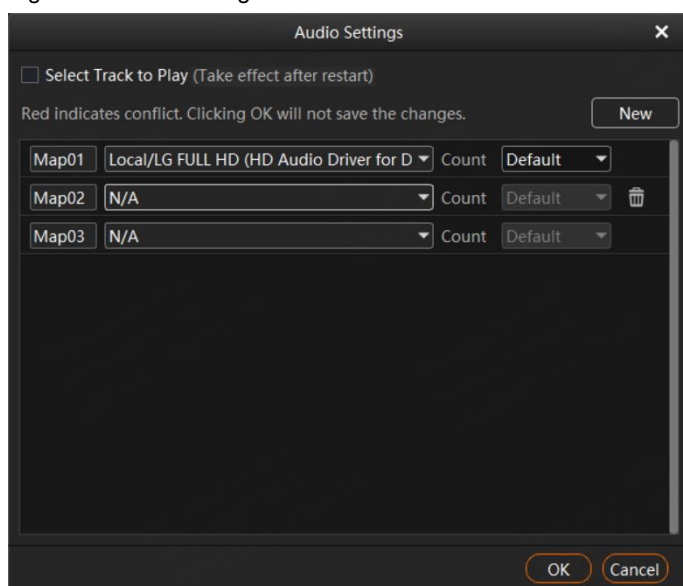 Audio Settings
Select Track to Play (Take effect after restart)
Red indicates conflict. Clicking OK will not save the changes.
New
Map01 Local/LG FULL HD (HD Audio Driver for D Count Default
Map02 N/A Count Default
Map03 N/A Count Default
OK Cancel